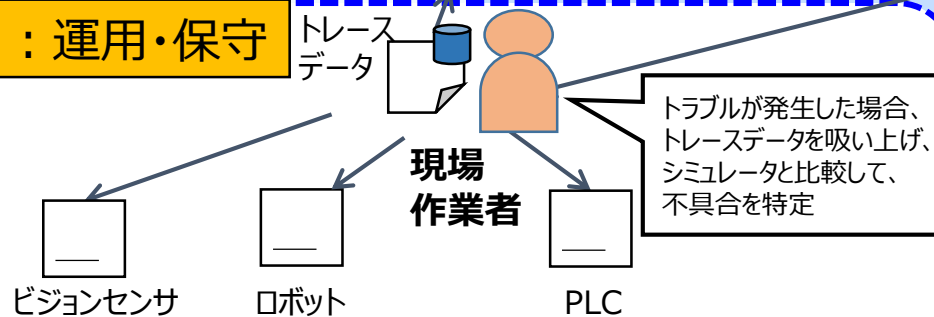 ：運用・保守
トレース
データ
トラブルが発生した場合、
トレースデータを吸い上げ、
シミュレータと比較して、
不具合を特定
現場
作業者
ビジョンセンサ
ロボット
PLC